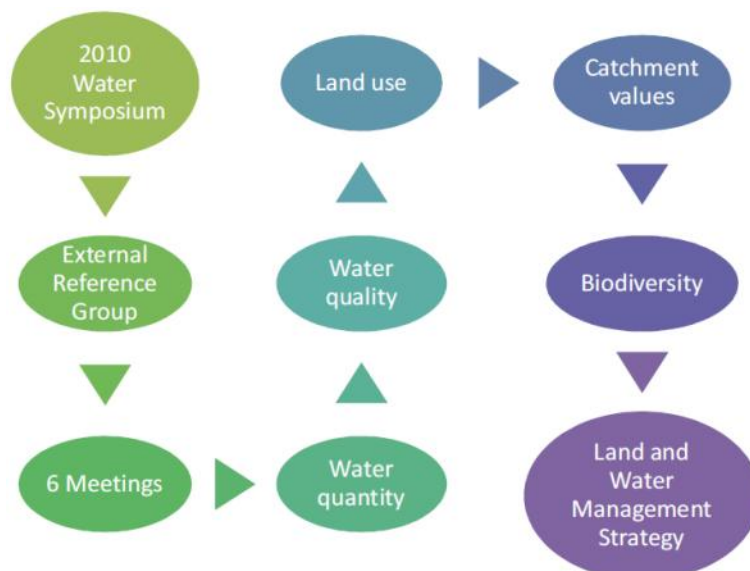 2010
Water
Symposium
External
Reference
Group
6 Meetings
Water
quantity
Water
quality
Land use
Catchment
values
Biodiversity
Land and
Water
Management
Strategy